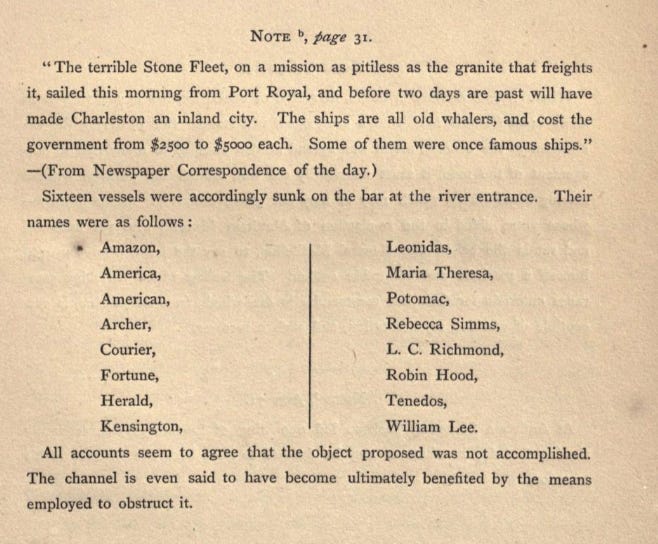 NOTE b, page 31.
“The terrible Stone Fleet, on a mission as pitiless as the granite that freights
it, sailed this morning from Port Royal, and before two days are past will have
made Charleston an inland city. The ships are all old whalers, and cost the
government from $2500 to $5000 each. Some of them were once famous ships.”
—(From Newspaper Correspondence of the day.)
Sixteen vessels were accordingly sunk on the bar at the river entrance. Their
names were as follows :
Amazon,
America,
American,
Archer,
Courier,
Fortune,
Herald,
Kensington,
Leonidas,
Maria Theresa,
Potomac,
Rebecca Simms,
L. C. Richmond,
Robin Hood,
Tenedos,
William Lee.
All accounts seem to agree that the object proposed was not accomplished.
The channel is even said to have become ultimately benefited by the means
employed to obstruct it.